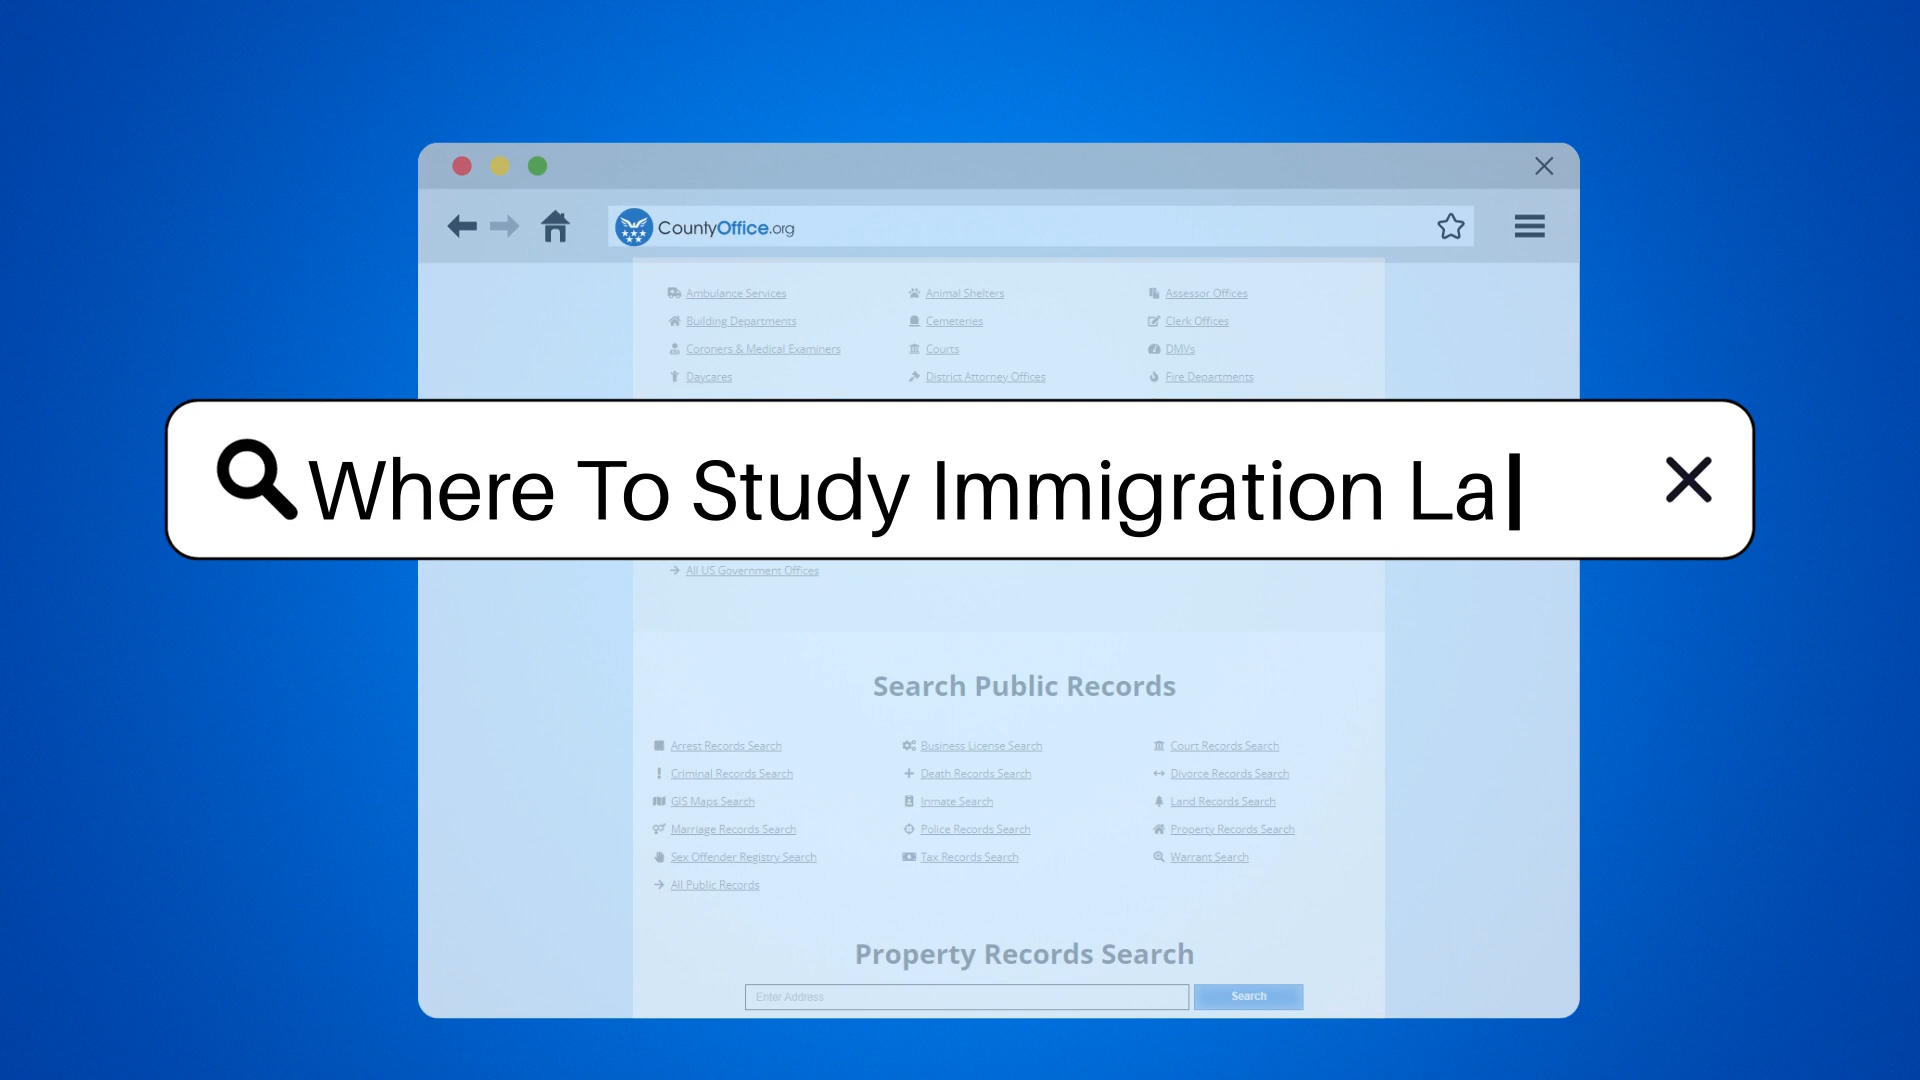 CountyOffice.org
Ambulance Services Animal Shelters Assessor Offices
Building Departments Cemeteries Clerk Offices
Coroners & Medical Examiners Courts DMVs
Daycares District Attorney Offices Fire Departments
Where To Study Immigration La
All US Government Offices
Search Public Records
Arrest Records Search Business License Search Court Records Search
Criminal Records Search Death Records Search Divorce Records Search
GIS Maps Search Inmate Search Land Records Search
Marriage Records Search Police Records Search Property Records Search
Sex Offender Registry Search Tax Records Search Warrant Search
All Public Records
Property Records Search
Enter Address Search